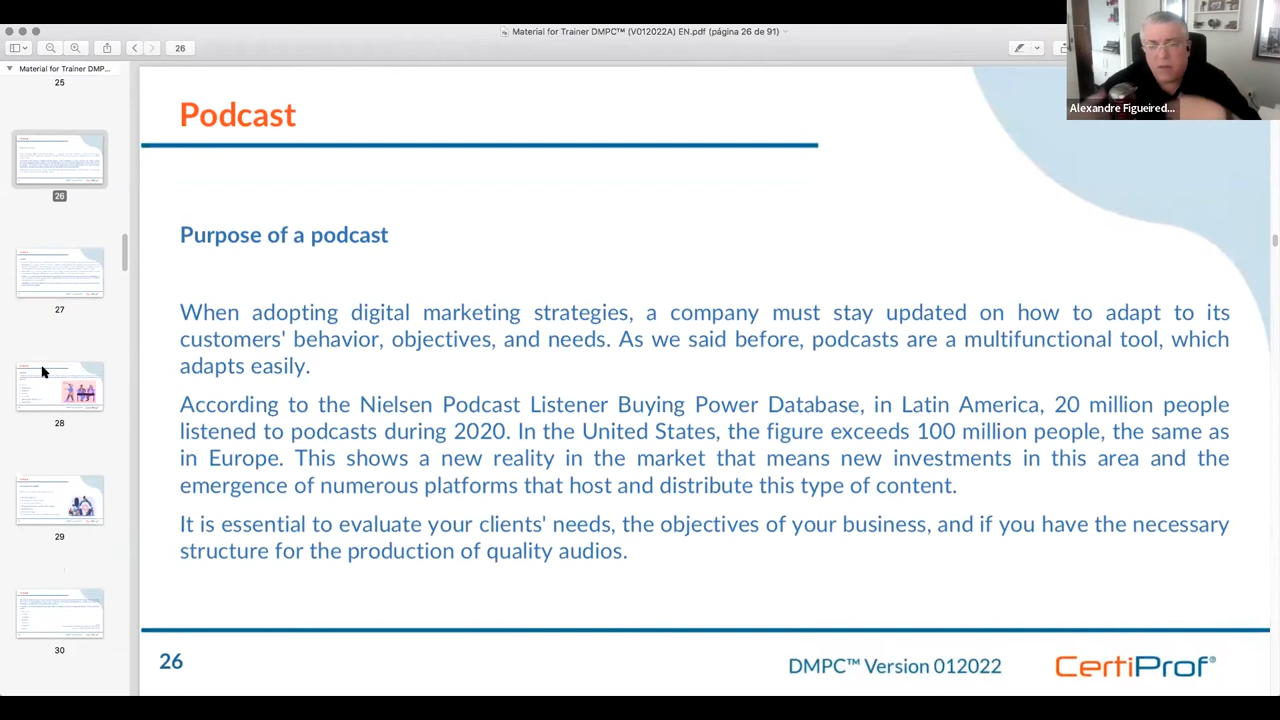 Material for Trainer DMPC™ (V012022A) EN.pdf (página 26 de 91)
26
Material for Trainer DMP...
25
26
27
28
29
30
Alexandre Figueired...
Podcast
Purpose of a podcast
When adopting digital marketing strategies, a company must stay updated on how to adapt to its
customers' behavior, objectives, and needs. As we said before, podcasts are a multifunctional tool, which
adapts easily.
According to the Nielsen Podcast Listener Buying Power Database, in Latin America, 20 million people
listened to podcasts during 2020. In the United States, the figure exceeds 100 million people, the same as
in Europe. This shows a new reality in the market that means new investments in this area and the
emergence of numerous platforms that host and distribute this type of content.
It is essential to evaluate your clients' needs, the objectives of your business, and if you have the necessary
structure for the production of quality audios.
26
DMPC™ Version 012022
CertiProf®